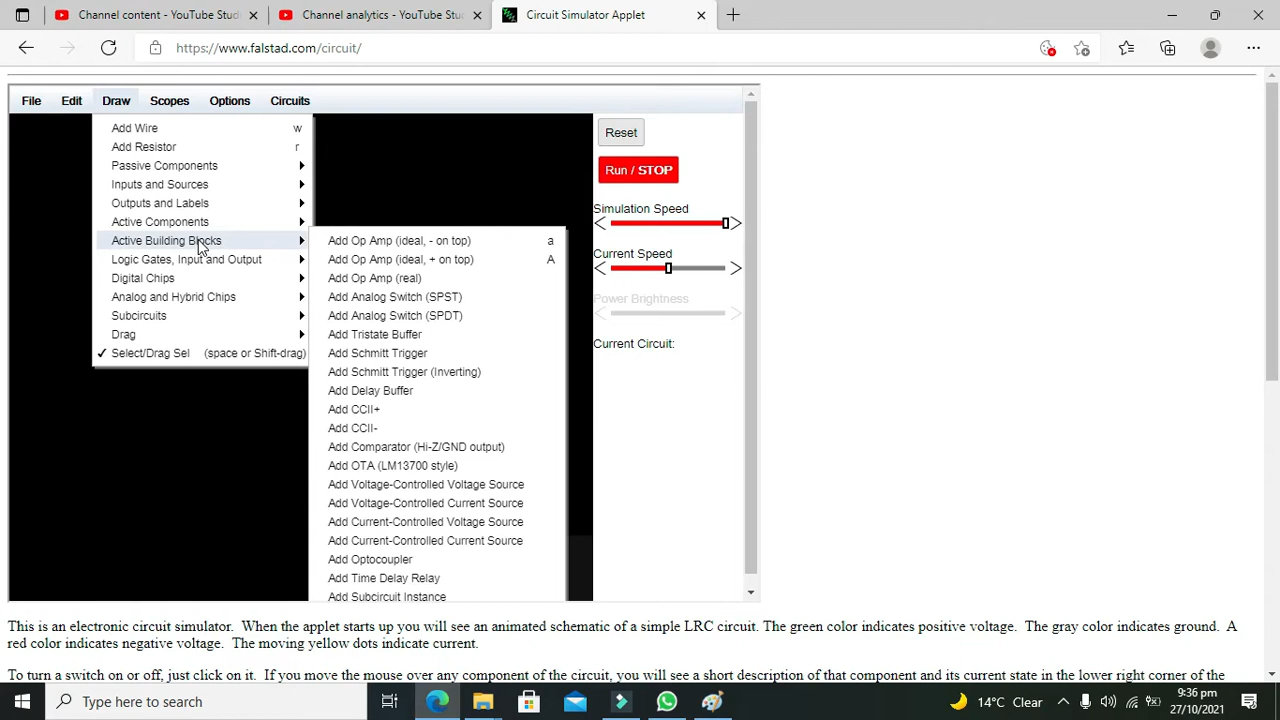 Channel content - YouTube Stud
Channel analytics - YouTube Stu
Circuit Simulator Applet
https://www.falstad.com/circuit/
File Edit Draw Scopes Options Circuits
Add Wire w
Add Resistor r
Passive Components
Inputs and Sources
Outputs and Labels
Active Components
Active Building Blocks
Logic Gates, Input and Output
Digital Chips
Analog and Hybrid Chips
Subcircuits
Drag
✓ Select/Drag Sel (space or Shift-drag)
Add Op Amp (ideal, - on top) a
Add Op Amp (ideal, + on top) A
Add Op Amp (real)
Add Analog Switch (SPST)
Add Analog Switch (SPDT)
Add Tristate Buffer
Add Schmitt Trigger
Add Schmitt Trigger (Inverting)
Add Delay Buffer
Add CCII+
Add CCII-
Add Comparator (Hi-Z/GND output)
Add OTA (LM13700 style)
Add Voltage-Controlled Voltage Source
Add Voltage-Controlled Current Source
Add Current-Controlled Voltage Source
Add Current-Controlled Current Source
Add Optocoupler
Add Time Delay Relay
Add Subcircuit Instance
Reset
Run / STOP
Simulation Speed
Current Speed
Power Brightness
Current Circuit:
This is an electronic circuit simulator. When the applet starts up you will see an animated schematic of a simple LRC circuit. The green color indicates positive voltage. The gray color indicates ground. A
red color indicates negative voltage. The moving yellow dots indicate current.
To turn a switch on or off, just click on it. If you move the mouse over any component of the circuit, you will see a short description of that component and its current state in the lower right corner of the
Type here to search
14°C Clear
9:36 pm
27/10/2021